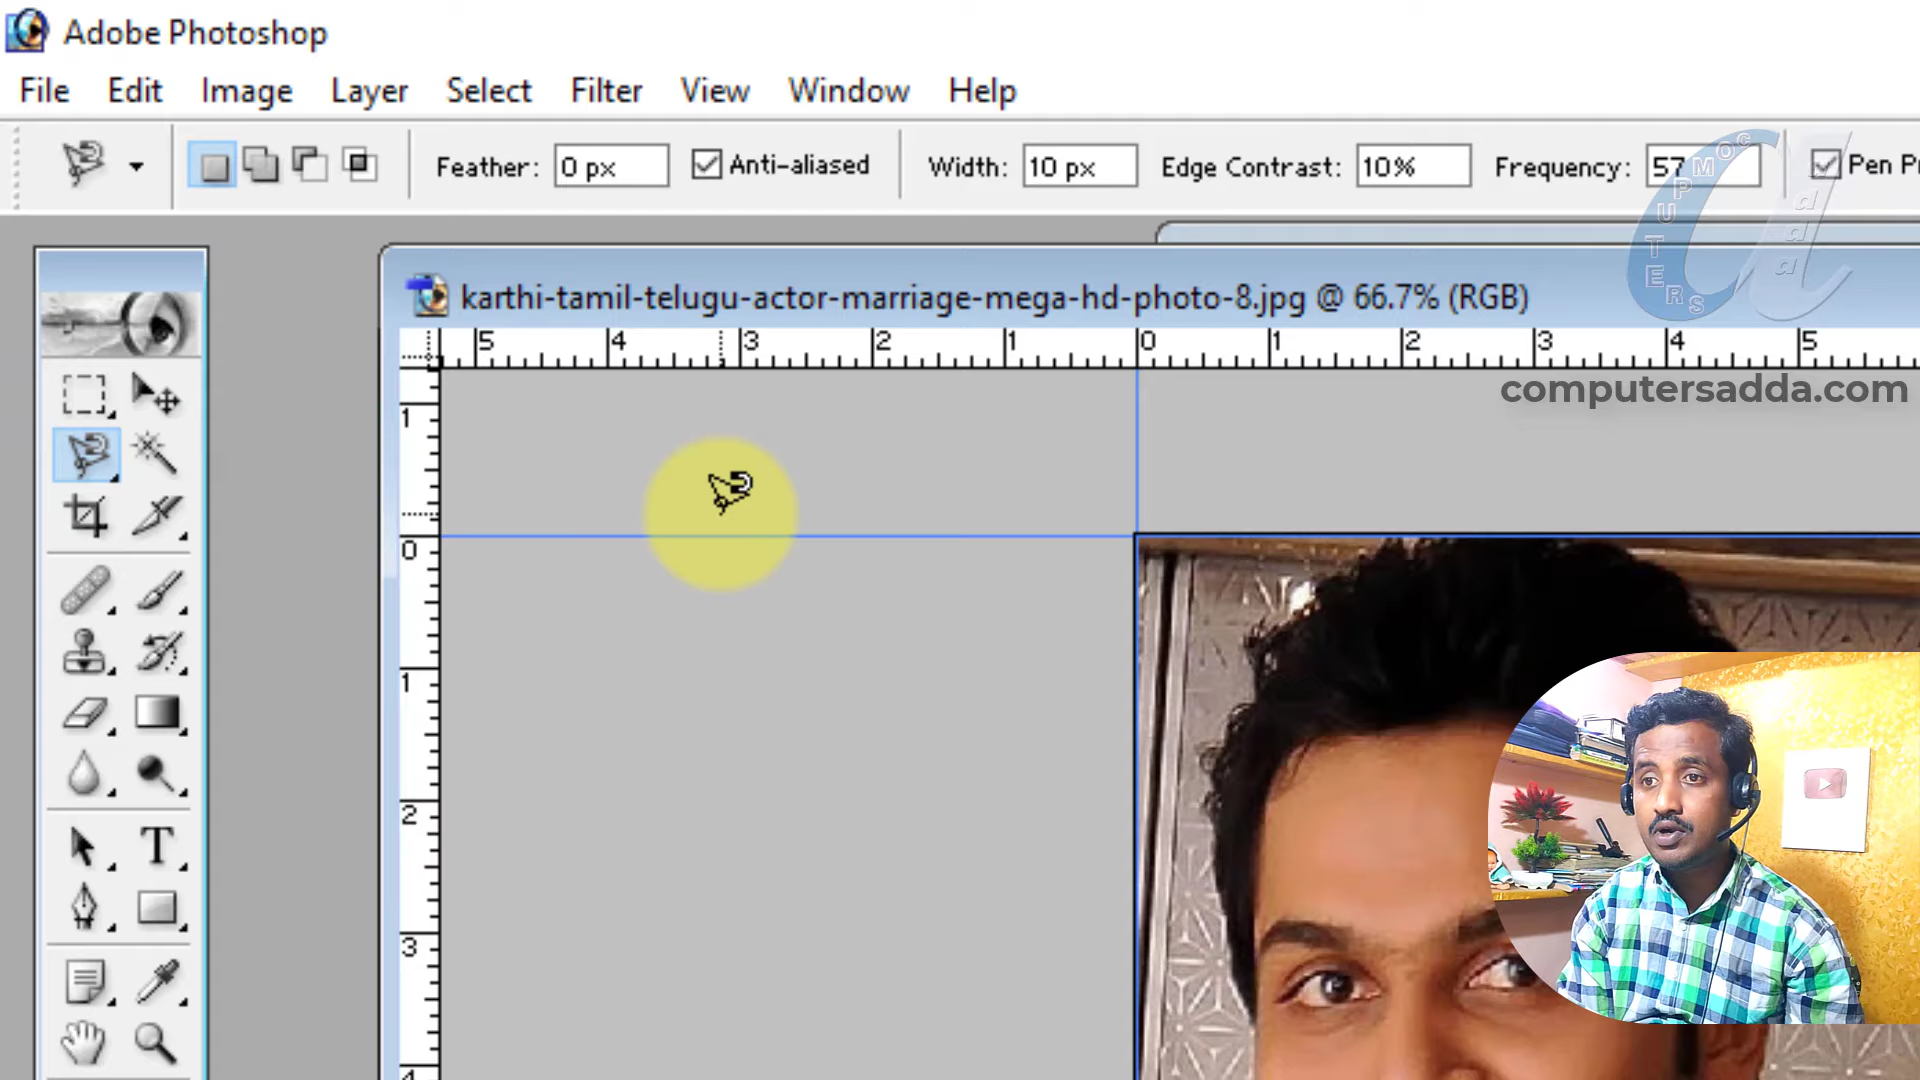 Adobe Photoshop
File Edit Image Layer Select Filter View Window Help
Feather: 0 px Anti-aliased Width: 10 px Edge Contrast: 10% Frequency: 57 Pen Pr
COMPUTERS
adda
karthi-tamil-telugu-actor-marriage-mega-hd-photo-8.jpg @ 66.7% (RGB)
5 4 3 2 1 0 1 2 3 4 5
computersadda.com
1
0
1
2
3
4
T